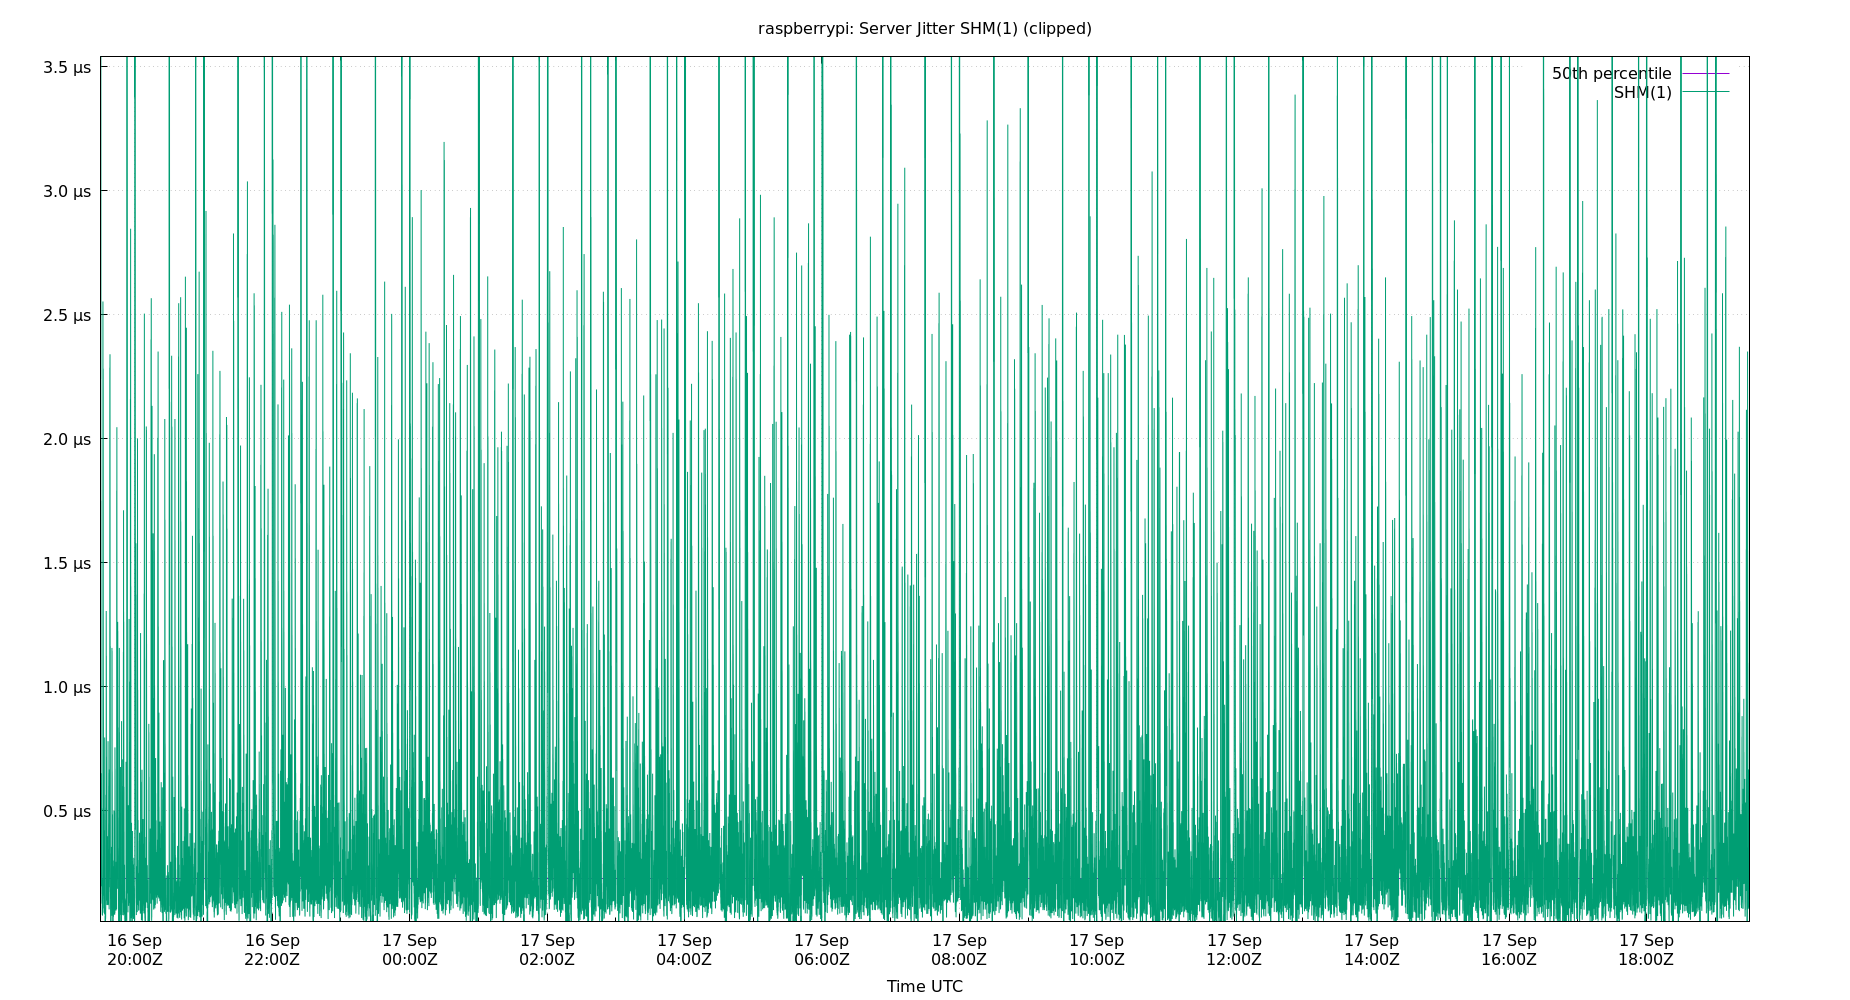 raspberrypi: Server Jitter SHM(1) (clipped)
3.5 µs
50th percentile
SHM(1)
3.0 µs
2.5 µs
2.0 µs
1.5 µs
1.0 µs
0.5 µs
16 Sep 16 Sep 17 Sep 17 Sep 17 Sep 17 Sep 17 Sep 17 Sep 17 Sep 17 Sep 17 Sep 17 Sep
20:00Z 22:00Z 00:00Z 02:00Z 04:00Z 06:00Z 08:00Z 10:00Z 12:00Z 14:00Z 16:00Z 18:00Z
Time UTC